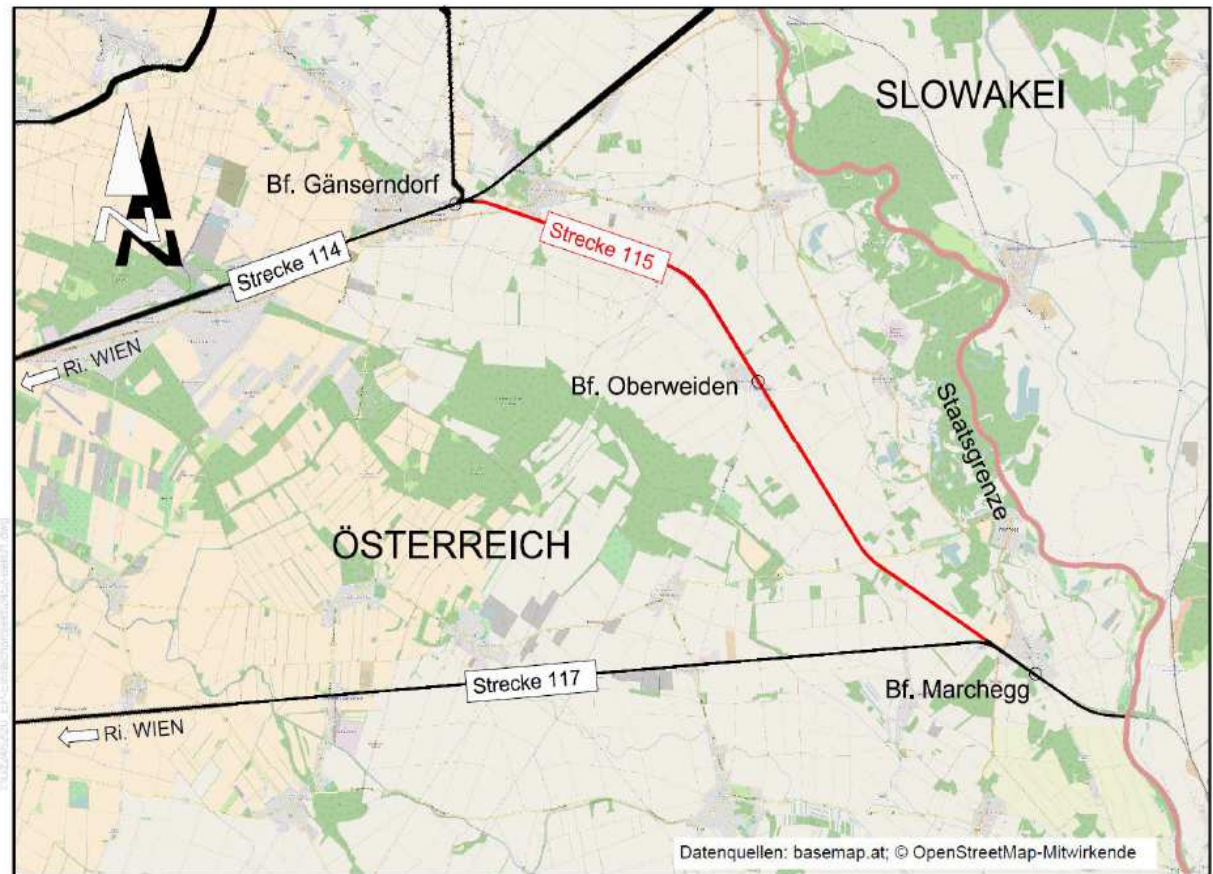 SLOWAKEI
Bf. Gänserndorf
Strecke 115
Strecke 114
Ri. WIEN
Bf. Oberweiden
Staatsgrenze
ÖSTERREICH
Strecke 117
Bf. Marchegg
Ri. WIEN
N
Datenquellen: basemap.at; © OpenStreetMap-Mitwirkende